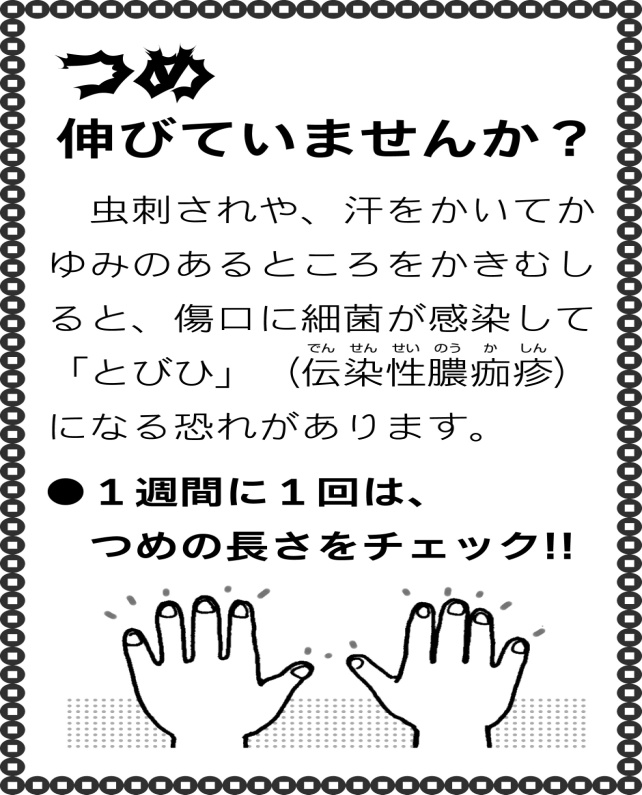 つめ
伸びていませんか？
虫刺されや、汗をかいてか
ゆみのあるところをかきむし
ると、傷口に細菌が感染して
でん せん せい のう か しん
「とびひ」（伝染性膿痂疹）
になる恐れがあります。
●１週間に１回は、
つめの長さをチェック!!